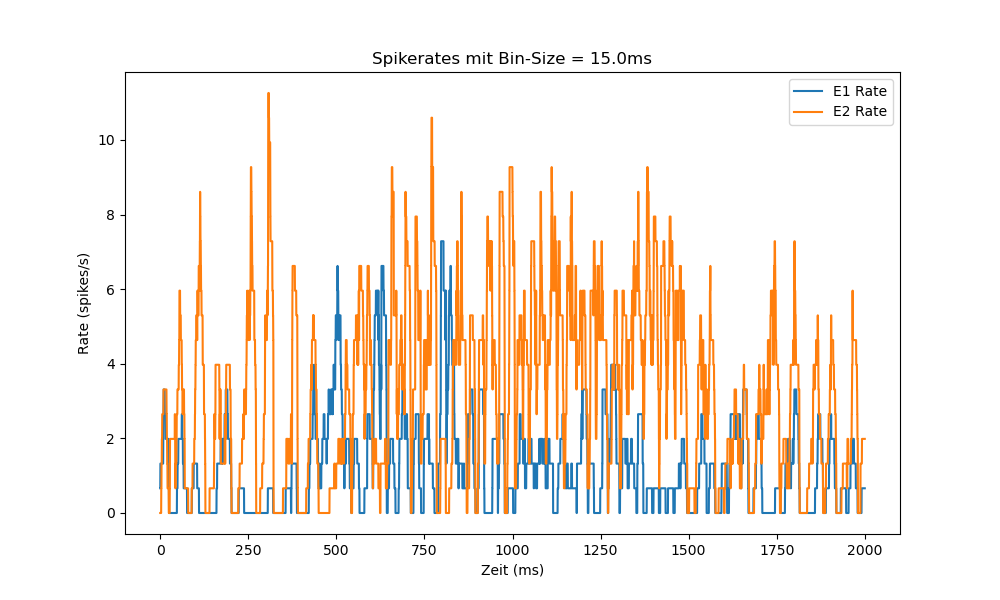 Spikerates mit Bin-Size = 15.0ms
E1 Rate
E2 Rate
Rate (spikes/s)
10
8
6
4
2
0
0 250 500 750 1000 1250 1500 1750 2000
Zeit (ms)